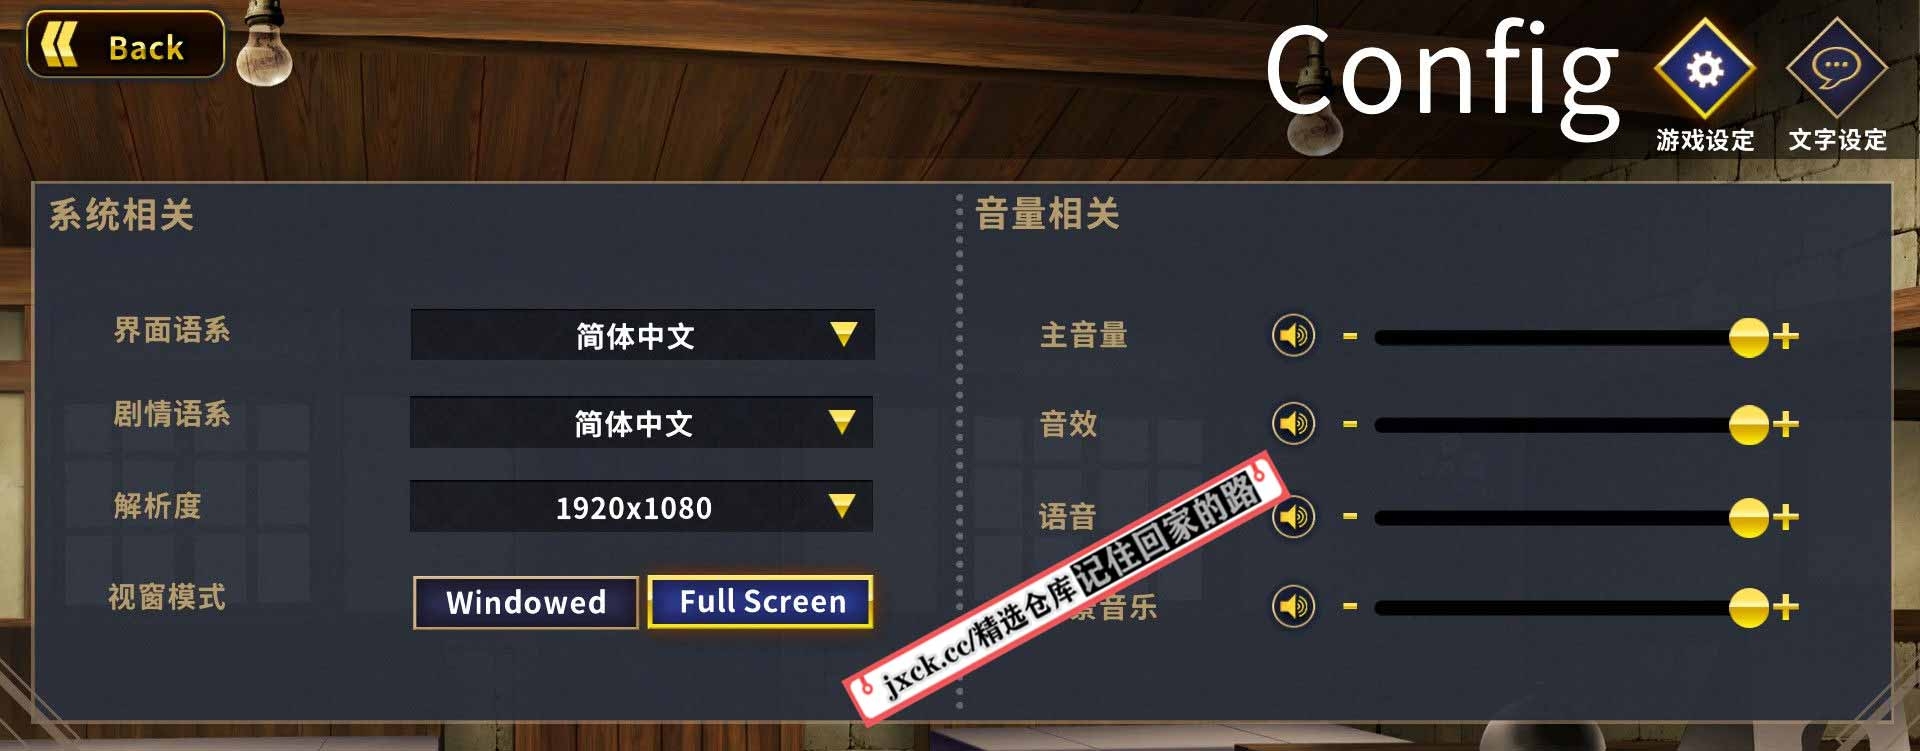 Back
Config
游戏设定
文字设定
系统相关
界面语系
简体中文
剧情语系
简体中文
解析度
1920x1080
视窗模式
Windowed
Full Screen
音量相关
主音量
音效
语音
景音乐
jxck.cc/精选仓库记住回家的路